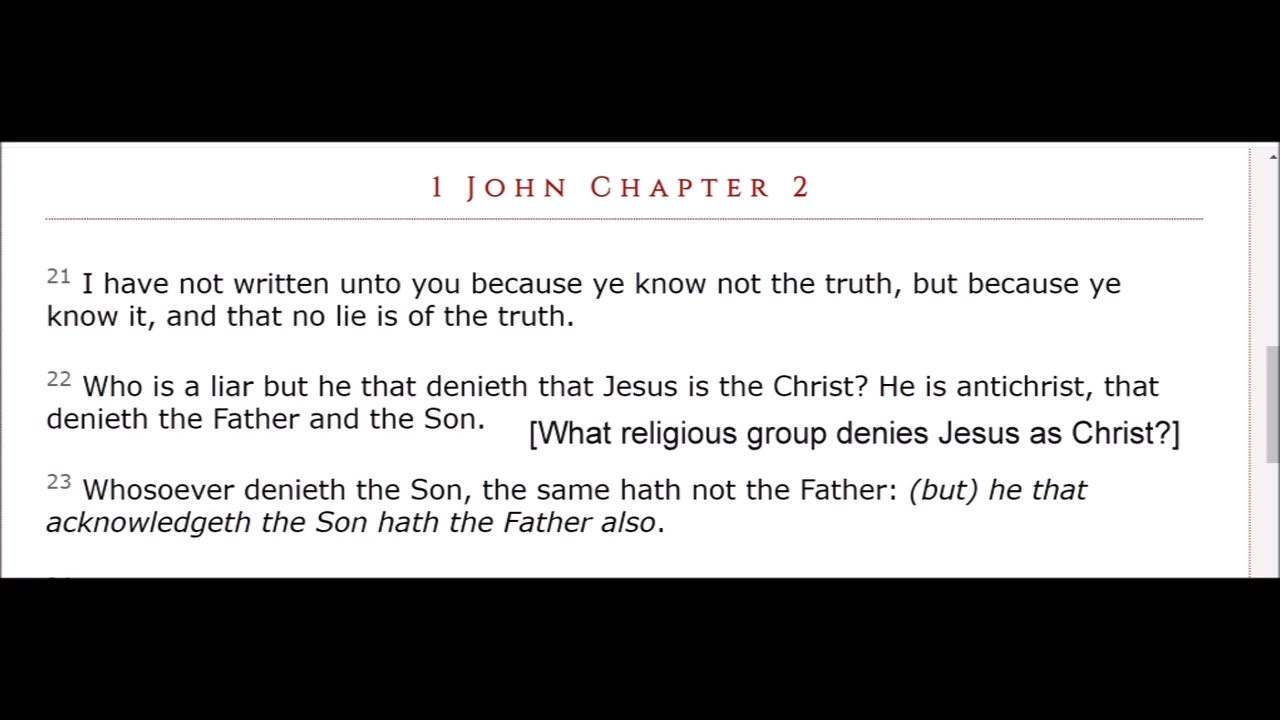 1 John Chapter 2
21 I have not written unto you because ye know not the truth, but because ye
know it, and that no lie is of the truth.
22 Who is a liar but he that denieth that Jesus is the Christ? He is antichrist, that
denieth the Father and the Son.
[What religious group denies Jesus as Christ?]
23 Whosoever denieth the Son, the same hath not the Father: (but) he that
acknowledgeth the Son hath the Father also.